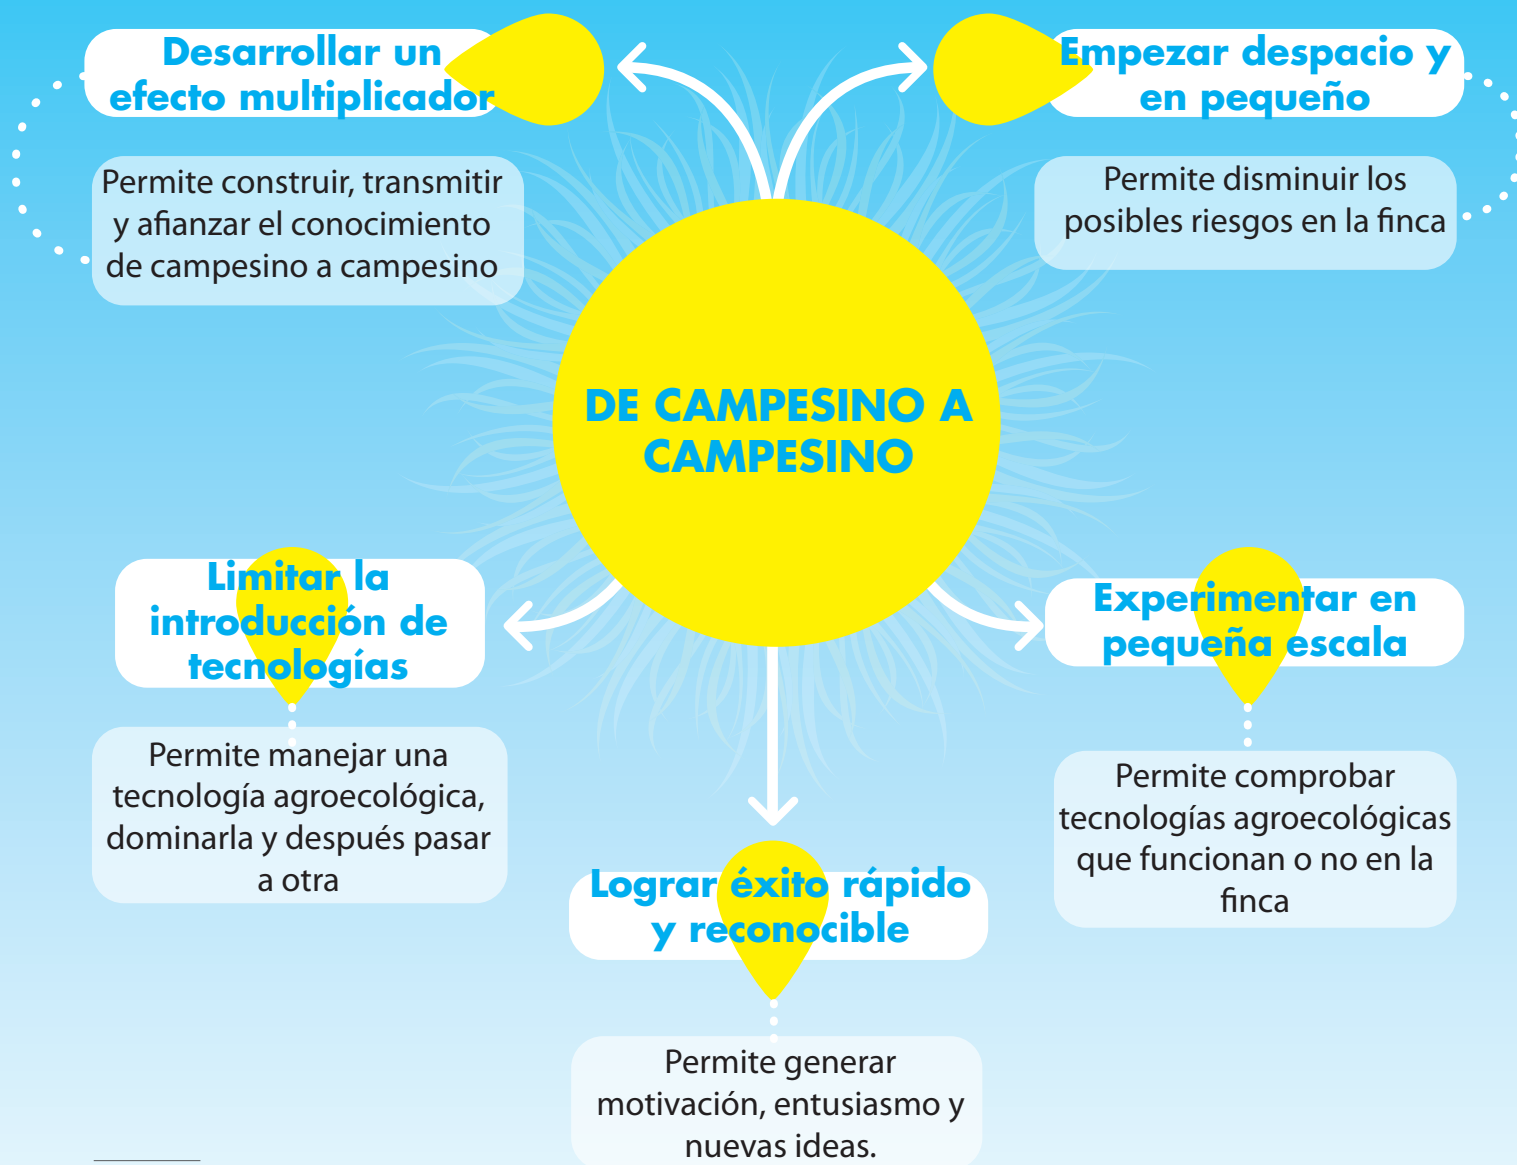 Desarrollar un
efecto multiplicador
Permite construir, transmitir
y afianzar el conocimiento
de campesino a campesino
Empezar despacio y
en pequeño
Permite disminuir los
posibles riesgos en la finca
DE CAMPESINO A
CAMPESINO
Limitar la
introducción de
tecnologías
Permite manejar una
tecnología agroecológica,
dominarla y después pasar
a otra
Experimentar en
pequeña escala
Permite comprobar
tecnologías agroecológicas
que funcionan o no en la
finca
Lograr éxito rápido
y reconocible
Permite generar
motivación, entusiasmo y
nuevas ideas.